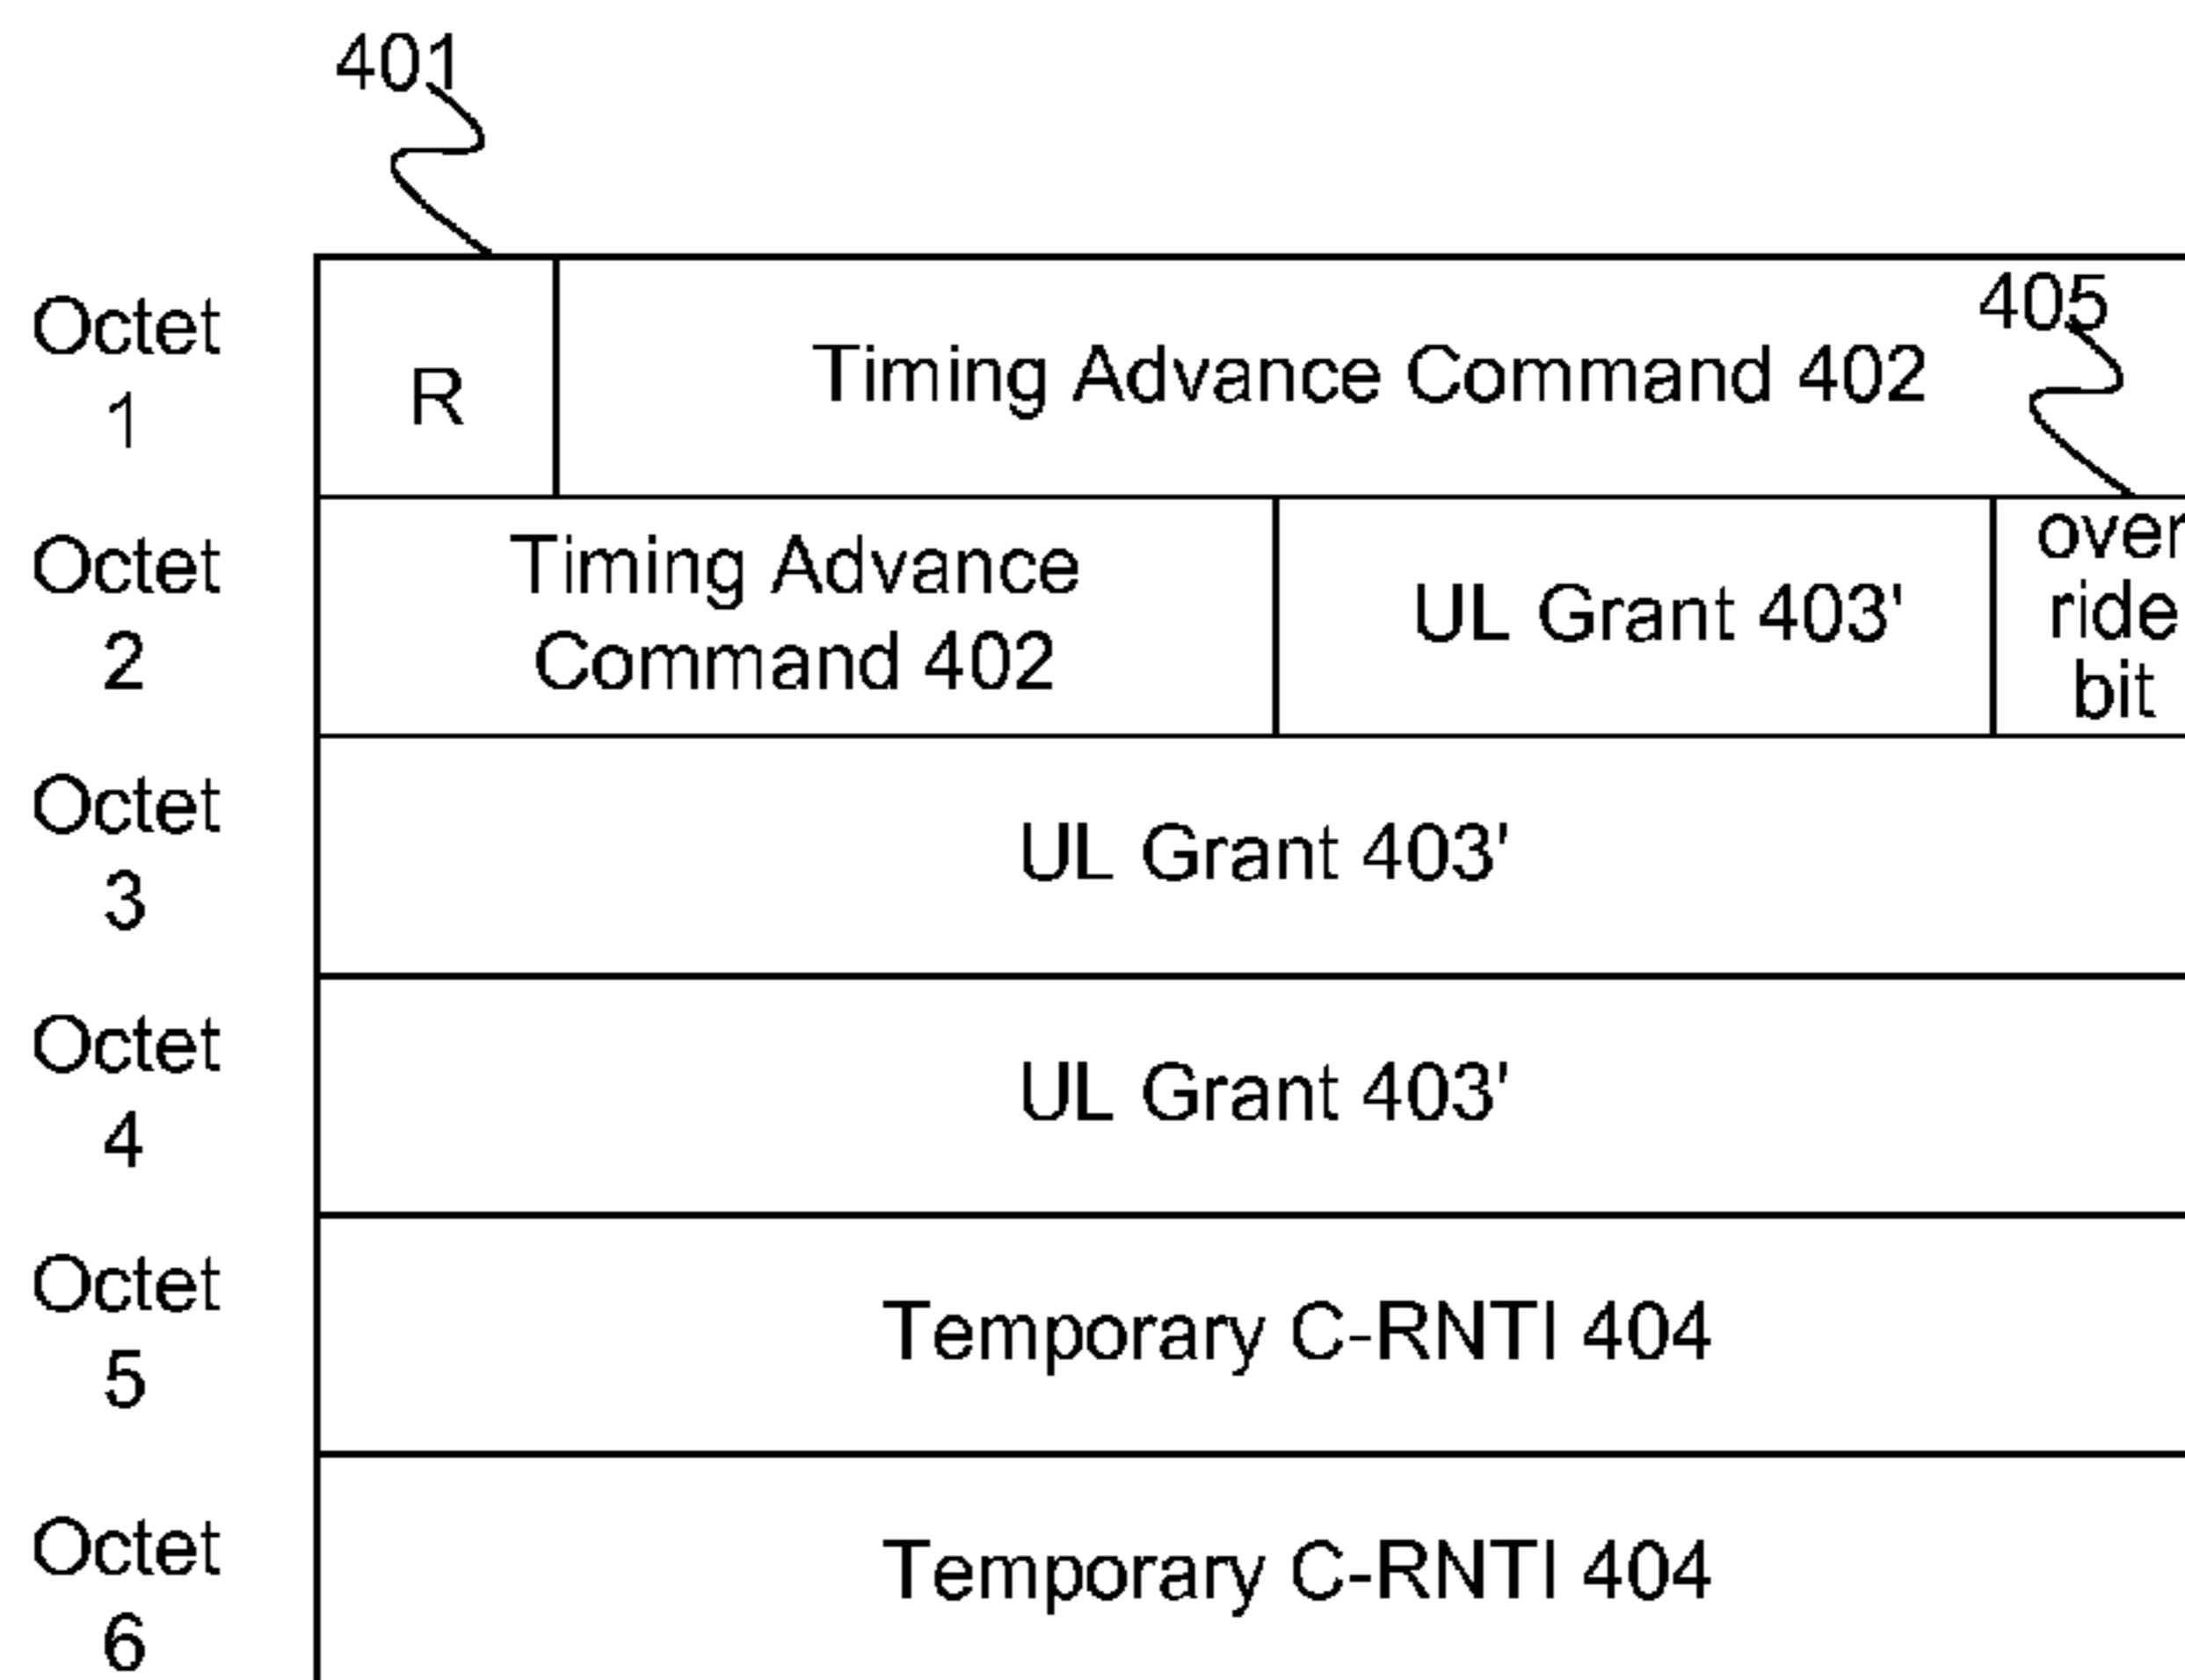 401
Octet
1
R
Timing Advance Command 402
405
Octet
2
Timing Advance
Command 402
UL Grant 403'
over
ride
bit
Octet
3
UL Grant 403'
Octet
4
UL Grant 403'
Octet
5
Temporary C-RNTI 404
Octet
6
Temporary C-RNTI 404